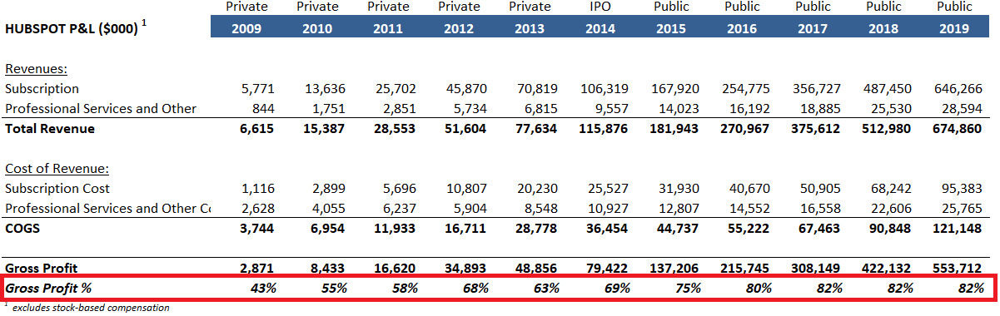 Private Private Private Private Private IPO Public Public Public Public Public
HUBSPOT P&L ($000) 1 2009 2010 2011 2012 2013 2014 2015 2016 2017 2018 2019
Revenues:
Subscription 5,771 13,636 25,702 45,870 70,819 106,319 167,920 254,775 356,727 487,450 646,266
Professional Services and Other 844 1,751 2,851 5,734 6,815 9,557 14,023 16,192 18,885 25,530 28,594
Total Revenue 6,615 15,387 28,553 51,604 77,634 115,876 181,943 270,967 375,612 512,980 674,860
Cost of Revenue:
Subscription Cost 1,116 2,899 5,696 10,807 20,230 25,527 31,930 40,670 50,905 68,242 95,383
Professional Services and Other Co 2,628 4,055 6,237 5,904 8,548 10,927 12,807 14,552 16,558 22,606 25,765
COGS 3,744 6,954 11,933 16,711 28,778 36,454 44,737 55,222 67,463 90,848 121,148
Gross Profit 2,871 8,433 16,620 34,893 48,856 79,422 137,206 215,745 308,149 422,132 553,712
Gross Profit % 43% 55% 58% 68% 63% 69% 75% 80% 82% 82% 82%
1 excludes stock-based compensation